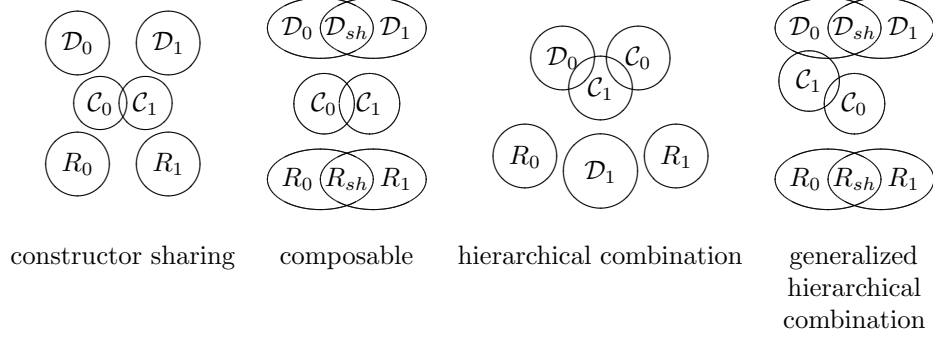 𝒟₀ 𝒟₁
𝒞₀ 𝒞₁
R₀ R₁
constructor sharing
𝒟₀ 𝒟ₛₕ 𝒟₁
𝒞₀ 𝒞₁
R₀ Rₛₕ R₁
composable
𝒟₀ 𝒞₀
𝒞₁
R₀ 𝒟₁ R₁
hierarchical combination
𝒟₀ 𝒟ₛₕ 𝒟₁
𝒞₁
𝒞₀
R₀ Rₛₕ R₁
generalized
hierarchical
combination